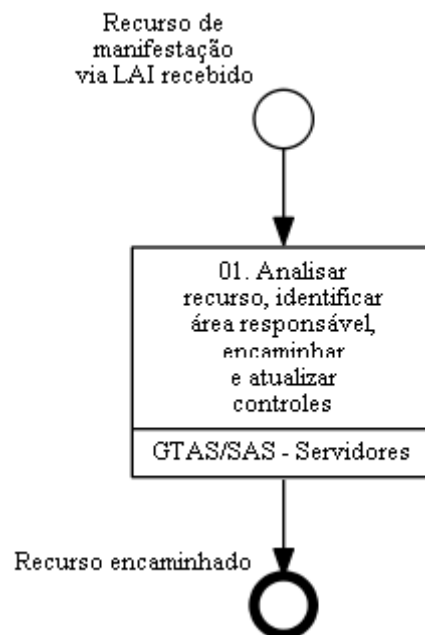 Recurso de
manifestação
via LAI recebido
01. Analisar
recurso, identificar
área responsável,
encaminhar
e atualizar
controles
GTAS/SAS - Servidores
Recurso encaminhado